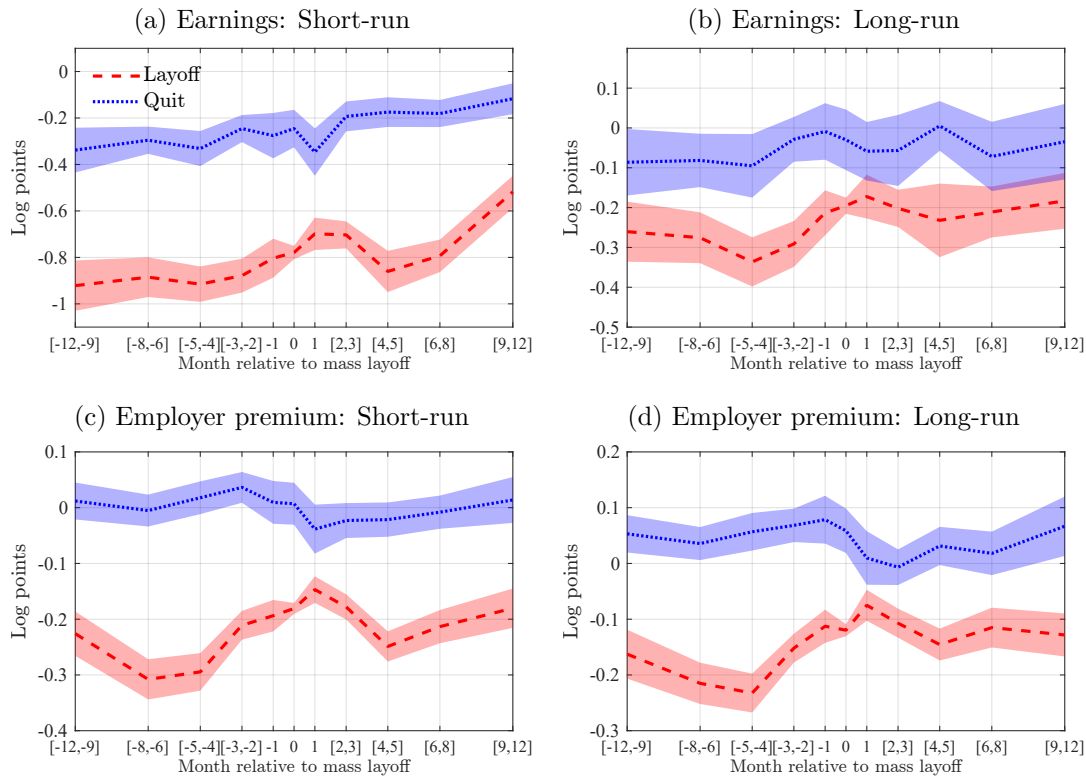 (a) Earnings: Short-run
0
-0.2
-0.4
-0.6
-0.8
-1
Log points
Layoff
Quit
[-12,-9] [-8,-6] [-5,-4] [-3,-2] -1 0 1 [2,3] [4,5] [6,8] [9,12]
Month relative to mass layoff
(b) Earnings: Long-run
0.1
0
-0.1
-0.2
-0.3
-0.4
-0.5
Log points
[-12,-9] [-8,-6] [-5,-4] [-3,-2] -1 0 1 [2,3] [4,5] [6,8] [9,12]
Month relative to mass layoff
(c) Employer premium: Short-run
0.1
0
-0.1
-0.2
-0.3
-0.4
Log points
[-12,-9] [-8,-6] [-5,-4] [-3,-2] -1 0 1 [2,3] [4,5] [6,8] [9,12]
Month relative to mass layoff
(d) Employer premium: Long-run
0.2
0.1
0
-0.1
-0.2
-0.3
Log points
[-12,-9] [-8,-6] [-5,-4] [-3,-2] -1 0 1 [2,3] [4,5] [6,8] [9,12]
Month relative to mass layoff